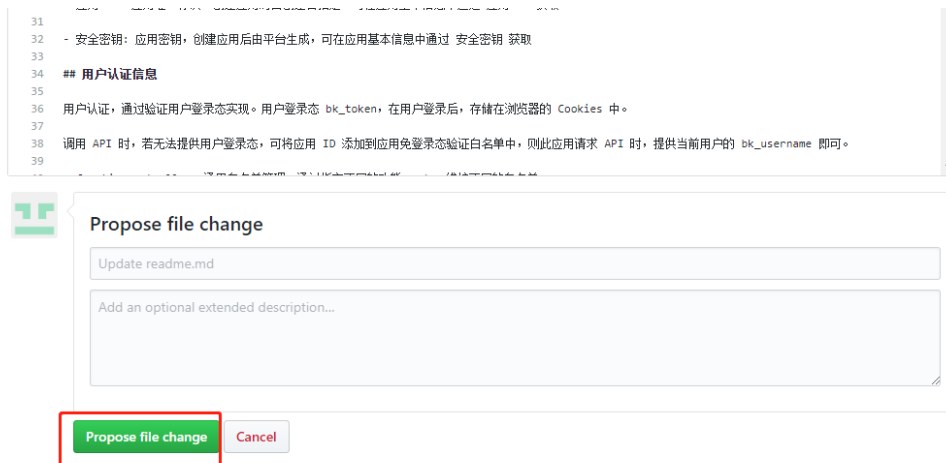 31
32 - 安全密钥: 应用密钥，创建应用后由平台生成，可在应用基本信息中通过 安全密钥 获取
33
34 ## 用户认证信息
35
36 用户认证，通过验证用户登录态实现。用户登录态 bk_token，在用户登录后，存储在浏览器的 Cookies 中。
37
38 调用 API 时，若无法提供用户登录态，可将应用 ID 添加到应用免登录态验证白名单中，则此应用请求 API 时，提供当前用户的 bk_username 即可。
39
Propose file change
Update readme.md
Add an optional extended description...
Propose file change Cancel